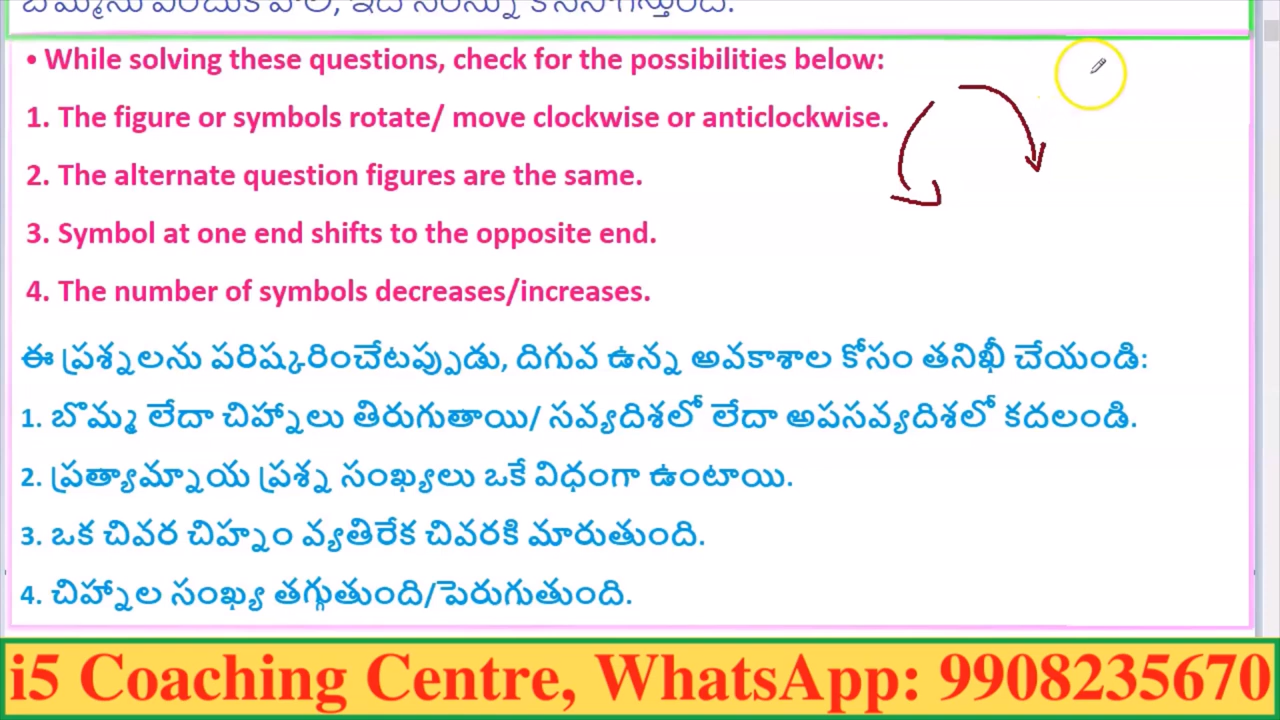 • While solving these questions, check for the possibilities below:
1. The figure or symbols rotate/ move clockwise or anticlockwise.
2. The alternate question figures are the same.
3. Symbol at one end shifts to the opposite end.
4. The number of symbols decreases/increases.
ఈ ప్రశ్నలను పరిష్కరించేటప్పుడు, దిగువ ఉన్న అవకాశాల కోసం తనిఖీ చేయండి:
1. బొమ్మ లేదా చిహ్నాలు తిరుగుతాయి/ సవ్యదిశలో లేదా అపసవ్యదిశలో కదలండి.
2. ప్రత్యామ్నాయ ప్రశ్న సంఖ్యలు ఒకే విధంగా ఉంటాయి.
3. ఒక చివర చిహ్నం వ్యతిరేక చివరకి మారుతుంది.
4. చిహ్నాల సంఖ్య తగ్గుతుంది/పెరుగుతుంది.
i5 Coaching Centre, WhatsApp: 9908235670